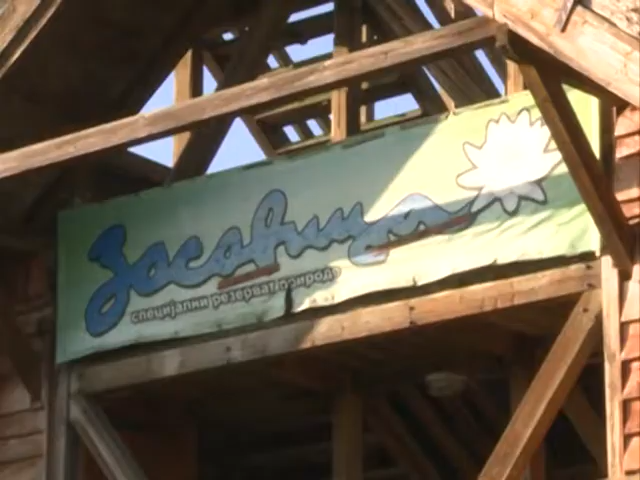 Засавица
специјални резерват природе